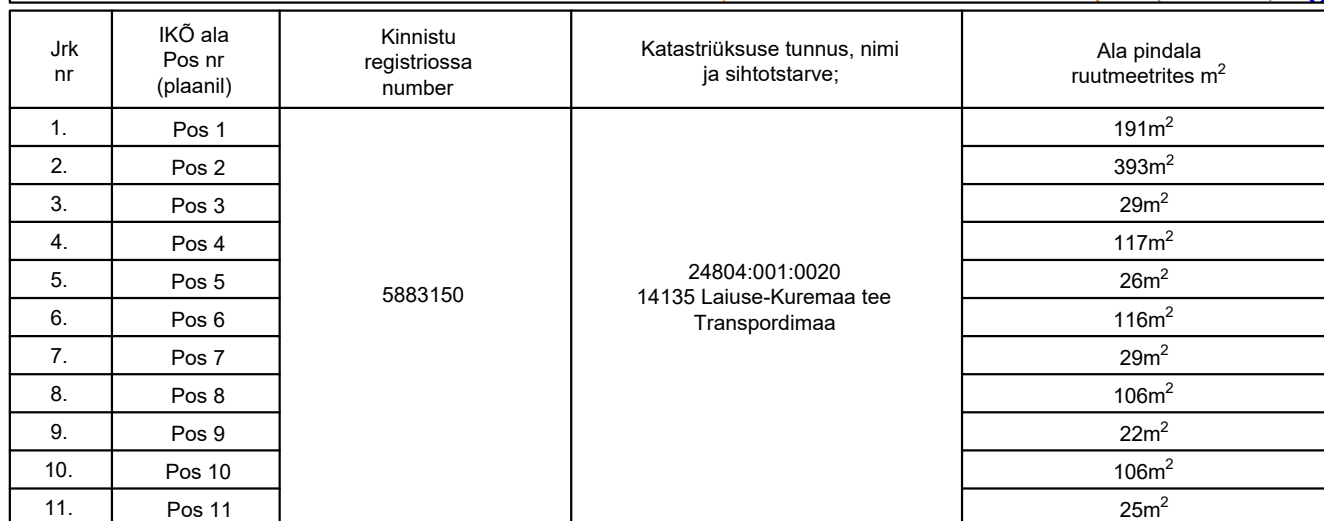 Jrk
nr
IKÕ ala
Pos nr
(plaanil)
Kinnistu
registriossa
number
Katastriüksuse tunnus, nimi
ja sihtotstarve;
Ala pindala
ruutmeetrites m²
1. Pos 1 191m²
2. Pos 2 393m²
3. Pos 3 29m²
4. Pos 4 117m²
5. Pos 5 26m²
5883150
24804:001:0020
14135 Laiuse-Kuremaa tee
Transpordimaa
6. Pos 6 116m²
7. Pos 7 29m²
8. Pos 8 106m²
9. Pos 9 22m²
10. Pos 10 106m²
11. Pos 11 25m²